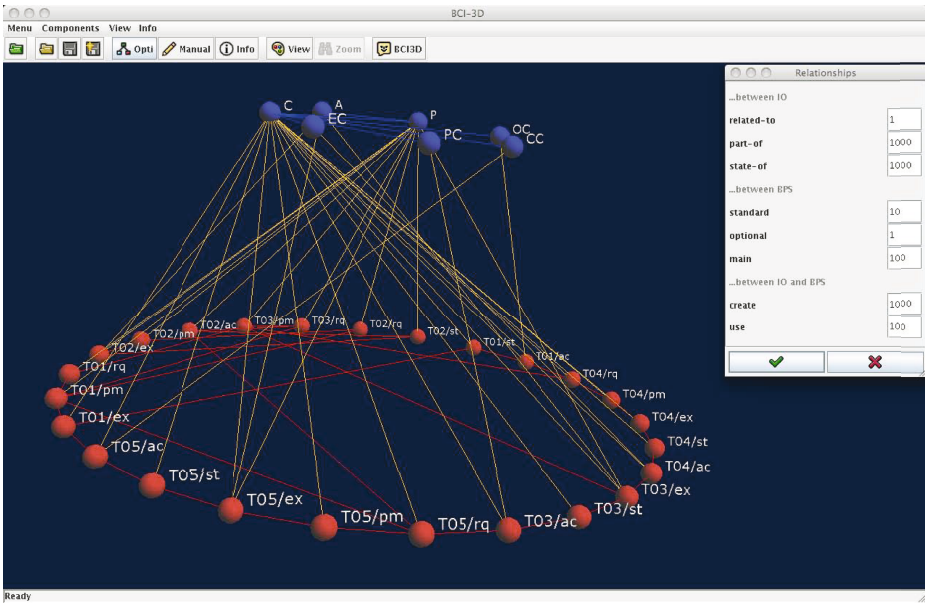 BCI-3D
Menu Components View Info
Opti Manual Info View Zoom BCI3D
Relationships
...between IO
related-to 1
part-of 1000
state-of 1000
...between BPS
standard 10
optional 1
main 100
...between IO and BPS
create 1000
use 100
C
A
EC
P
PC
OC
CC
T02/ex
T02/pm
T02/ac
T03/pm
T03/rq
T02/rq
T02/st
T01/st
T01/ac
T04/rq
T04/pm
T04/ex
T04/st
T04/ac
T03/ex
T03/st
T03/ac
T05/rq
T05/pm
T05/ex
T05/st
T05/ac
T01/ex
T01/pm
T01/rq
Ready